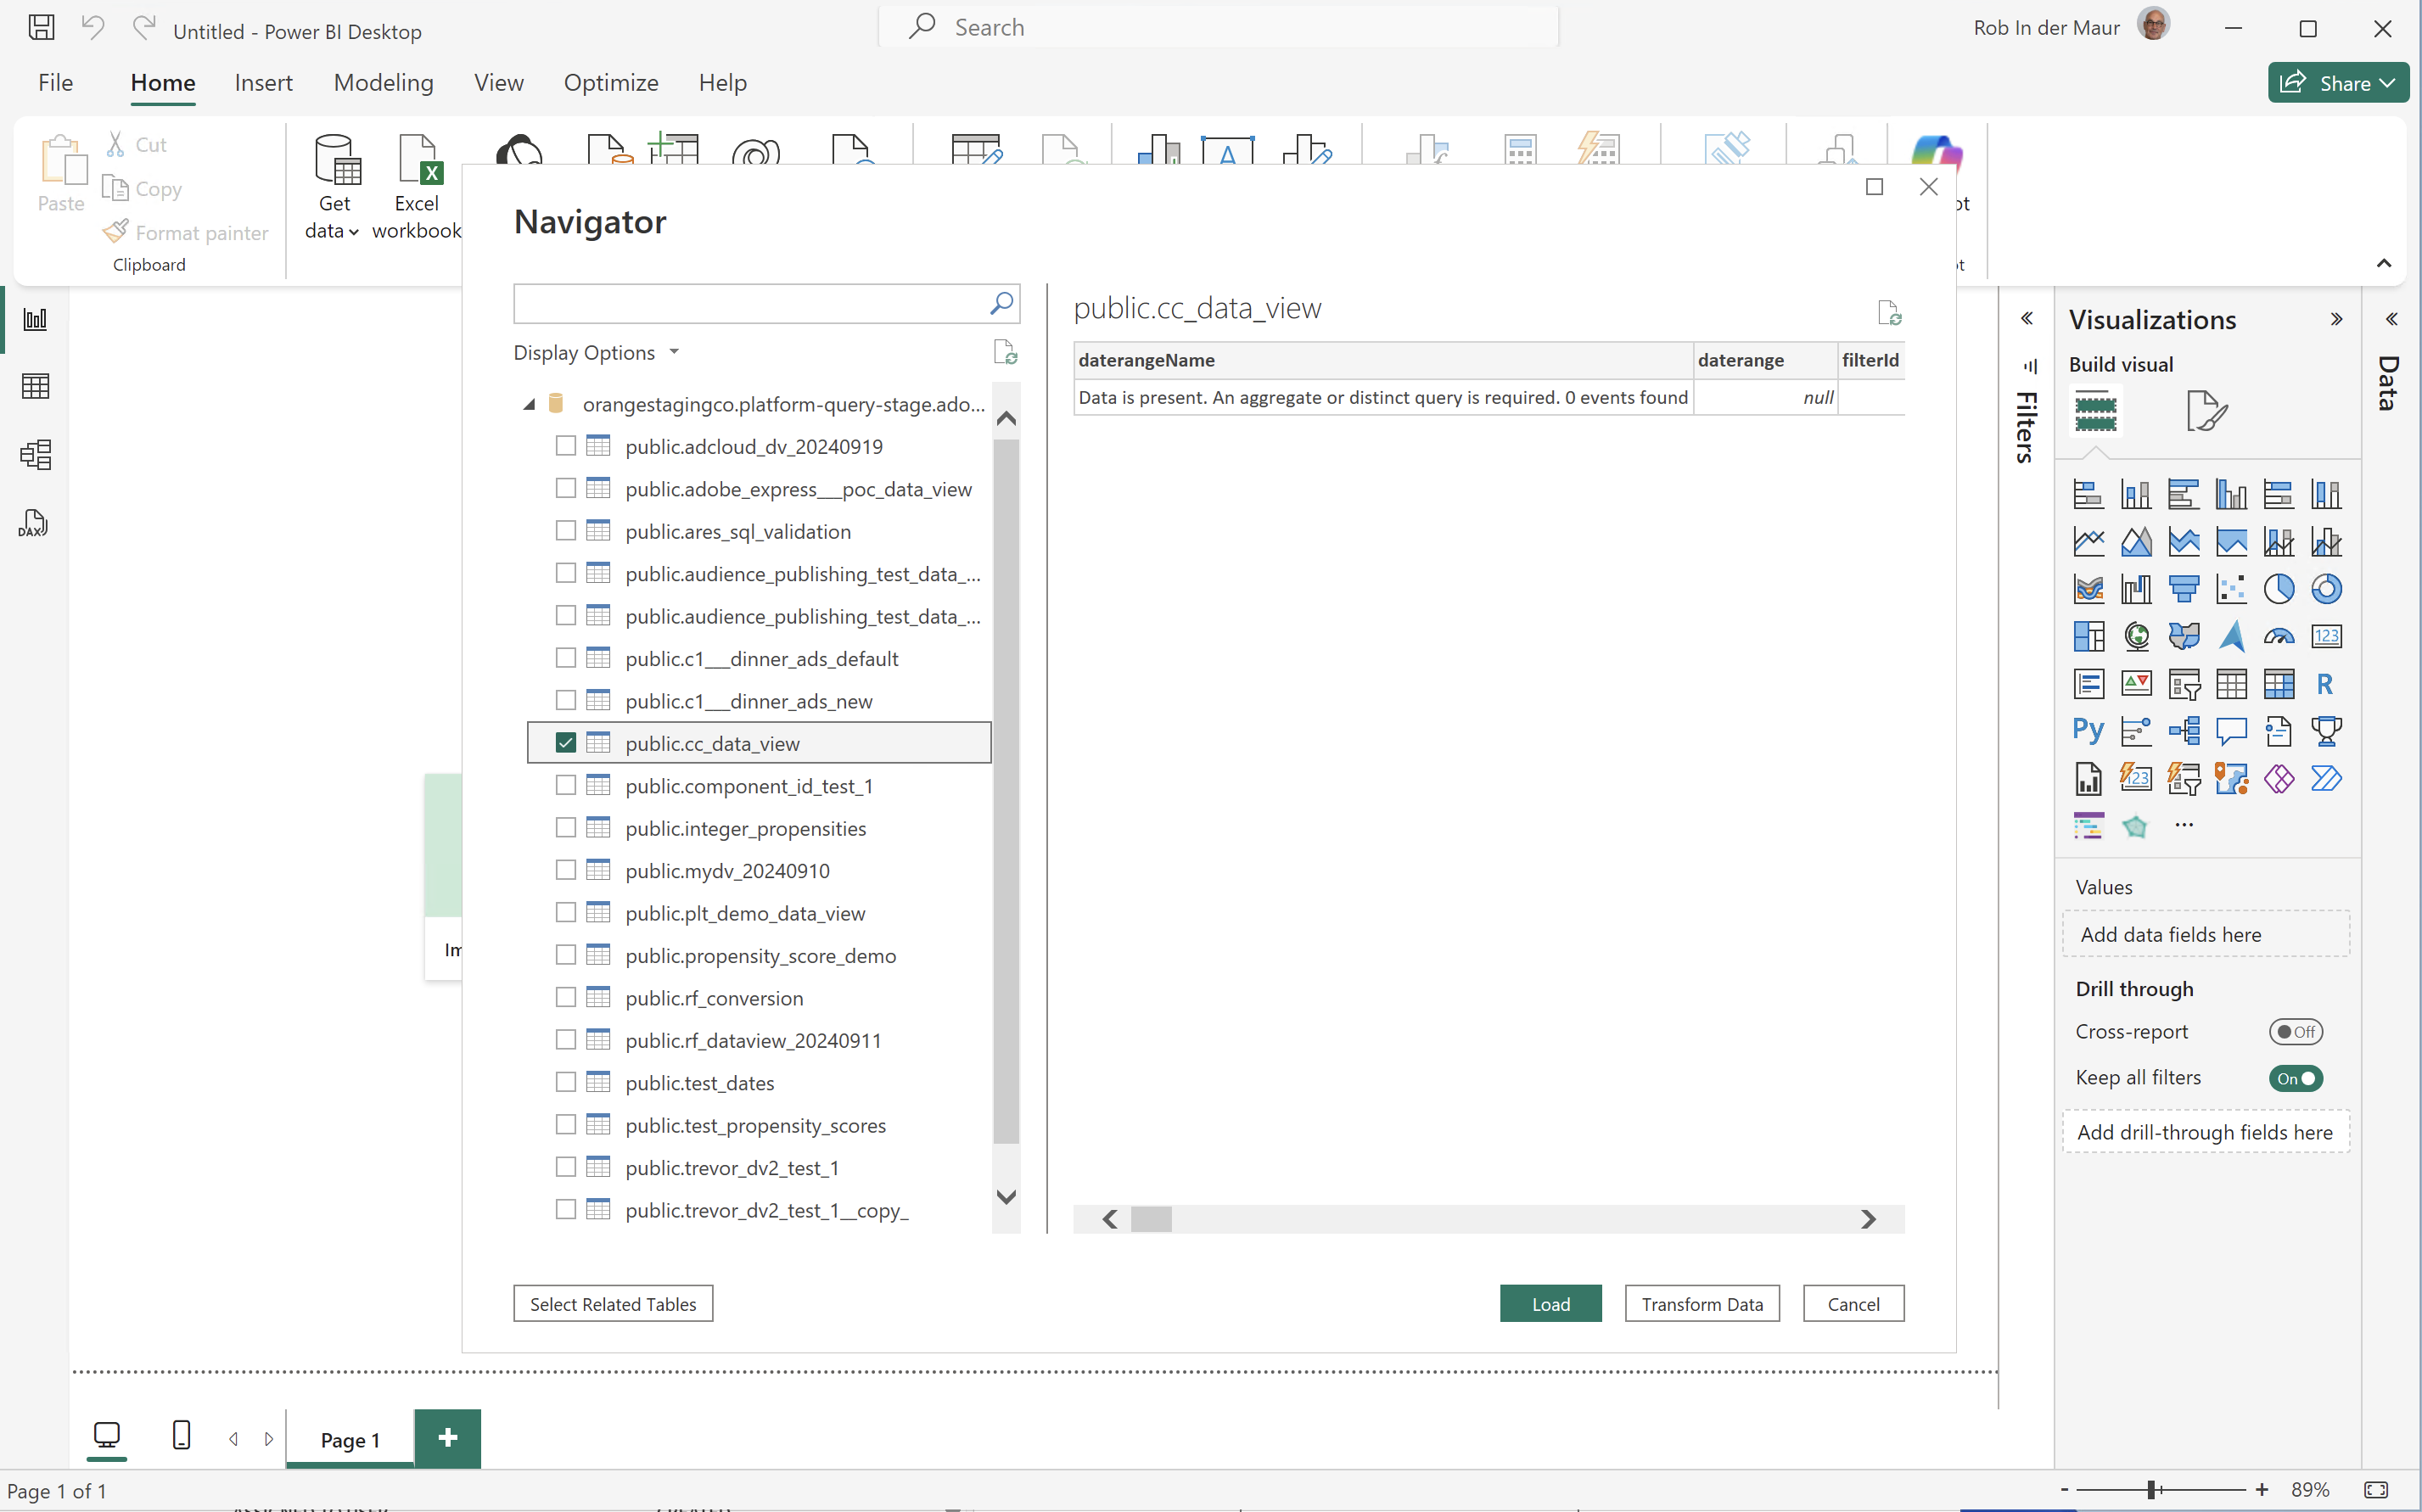 Untitled - Power BI Desktop
Search
Rob In der Maur
File
Home
Insert
Modeling
View
Optimize
Help
Share
Paste
Cut
Copy
Format painter
Clipboard
Get data
Excel workbook
Navigator
Display Options
orangestagingco.platform-query-stage.ado...
public.adcloud_dv_20240919
public.adobe_express___poc_data_view
public.ares_sql_validation
public.audience_publishing_test_data_...
public.audience_publishing_test_data_...
public.c1___dinner_ads_default
public.c1___dinner_ads_new
public.cc_data_view
public.component_id_test_1
public.integer_propensities
public.mydv_20240910
public.plt_demo_data_view
public.propensity_score_demo
public.rf_conversion
public.rf_dataview_20240911
public.test_dates
public.test_propensity_scores
public.trevor_dv2_test_1
public.trevor_dv2_test_1__copy_
public.cc_data_view
daterangeName daterange filterId
Data is present. An aggregate or distinct query is required. 0 events found null
Select Related Tables
Load
Transform Data
Cancel
Filters
Visualizations
Build visual
123
R
Py
123
Values
Add data fields here
Drill through
Cross-report
Off
Keep all filters
On
Add drill-through fields here
Data
DAX
Page 1
Page 1 of 1
89%